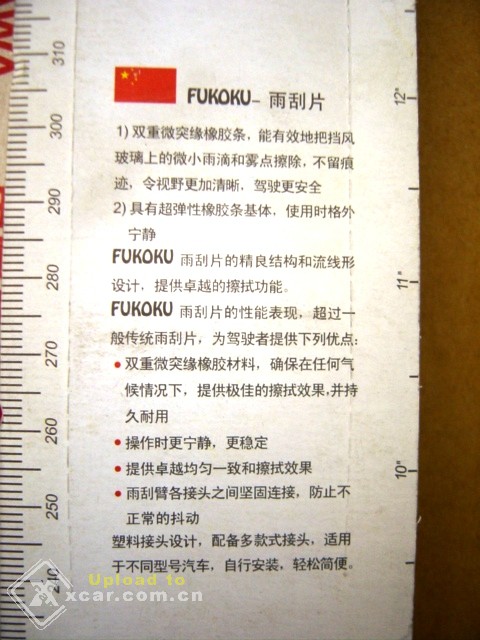 FUKOKU– 雨刮片
1) 双重微突缘橡胶条，能有效地把挡风
玻璃上的微小雨滴和雾点擦除，不留痕
迹，令视野更加清晰，驾驶更安全
2) 具有超弹性橡胶条基体，使用时格外
宁静
FUKOKU 雨刮片的精良结构和流线形
设计，提供卓越的擦拭功能。
FUKOKU 雨刮片的性能表现，超过一
般传统雨刮片，为驾驶者提供下列优点:
• 双重微突缘橡胶材料，确保在任何气
候情况下，提供极佳的擦拭效果，并持
久耐用
• 操作时更宁静，更稳定
• 提供卓越均匀一致和擦拭效果
• 雨刮臂各接头之间坚固连接，防止不
正常的抖动
塑料接头设计，配备多款式接头，适用
于不同型号汽车，自行安装，轻松简便。
310
300
290
280
270
260
250
240
12"
11"
10"
Upload to
xcar.com.cn